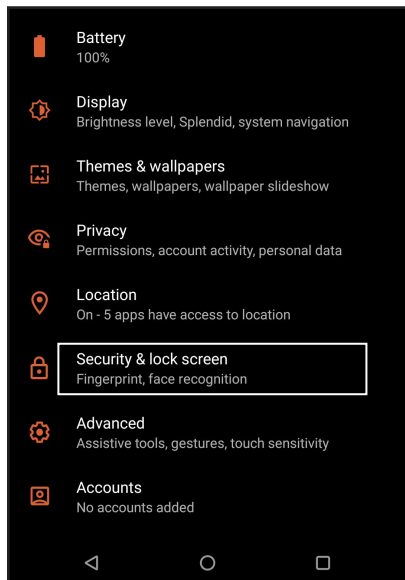 Battery
100%
Display
Brightness level, Splendid, system navigation
Themes & wallpapers
Themes, wallpapers, wallpaper slideshow
Privacy
Permissions, account activity, personal data
Location
On - 5 apps have access to location
Security & lock screen
Fingerprint, face recognition
Advanced
Assistive tools, gestures, touch sensitivity
Accounts
No accounts added